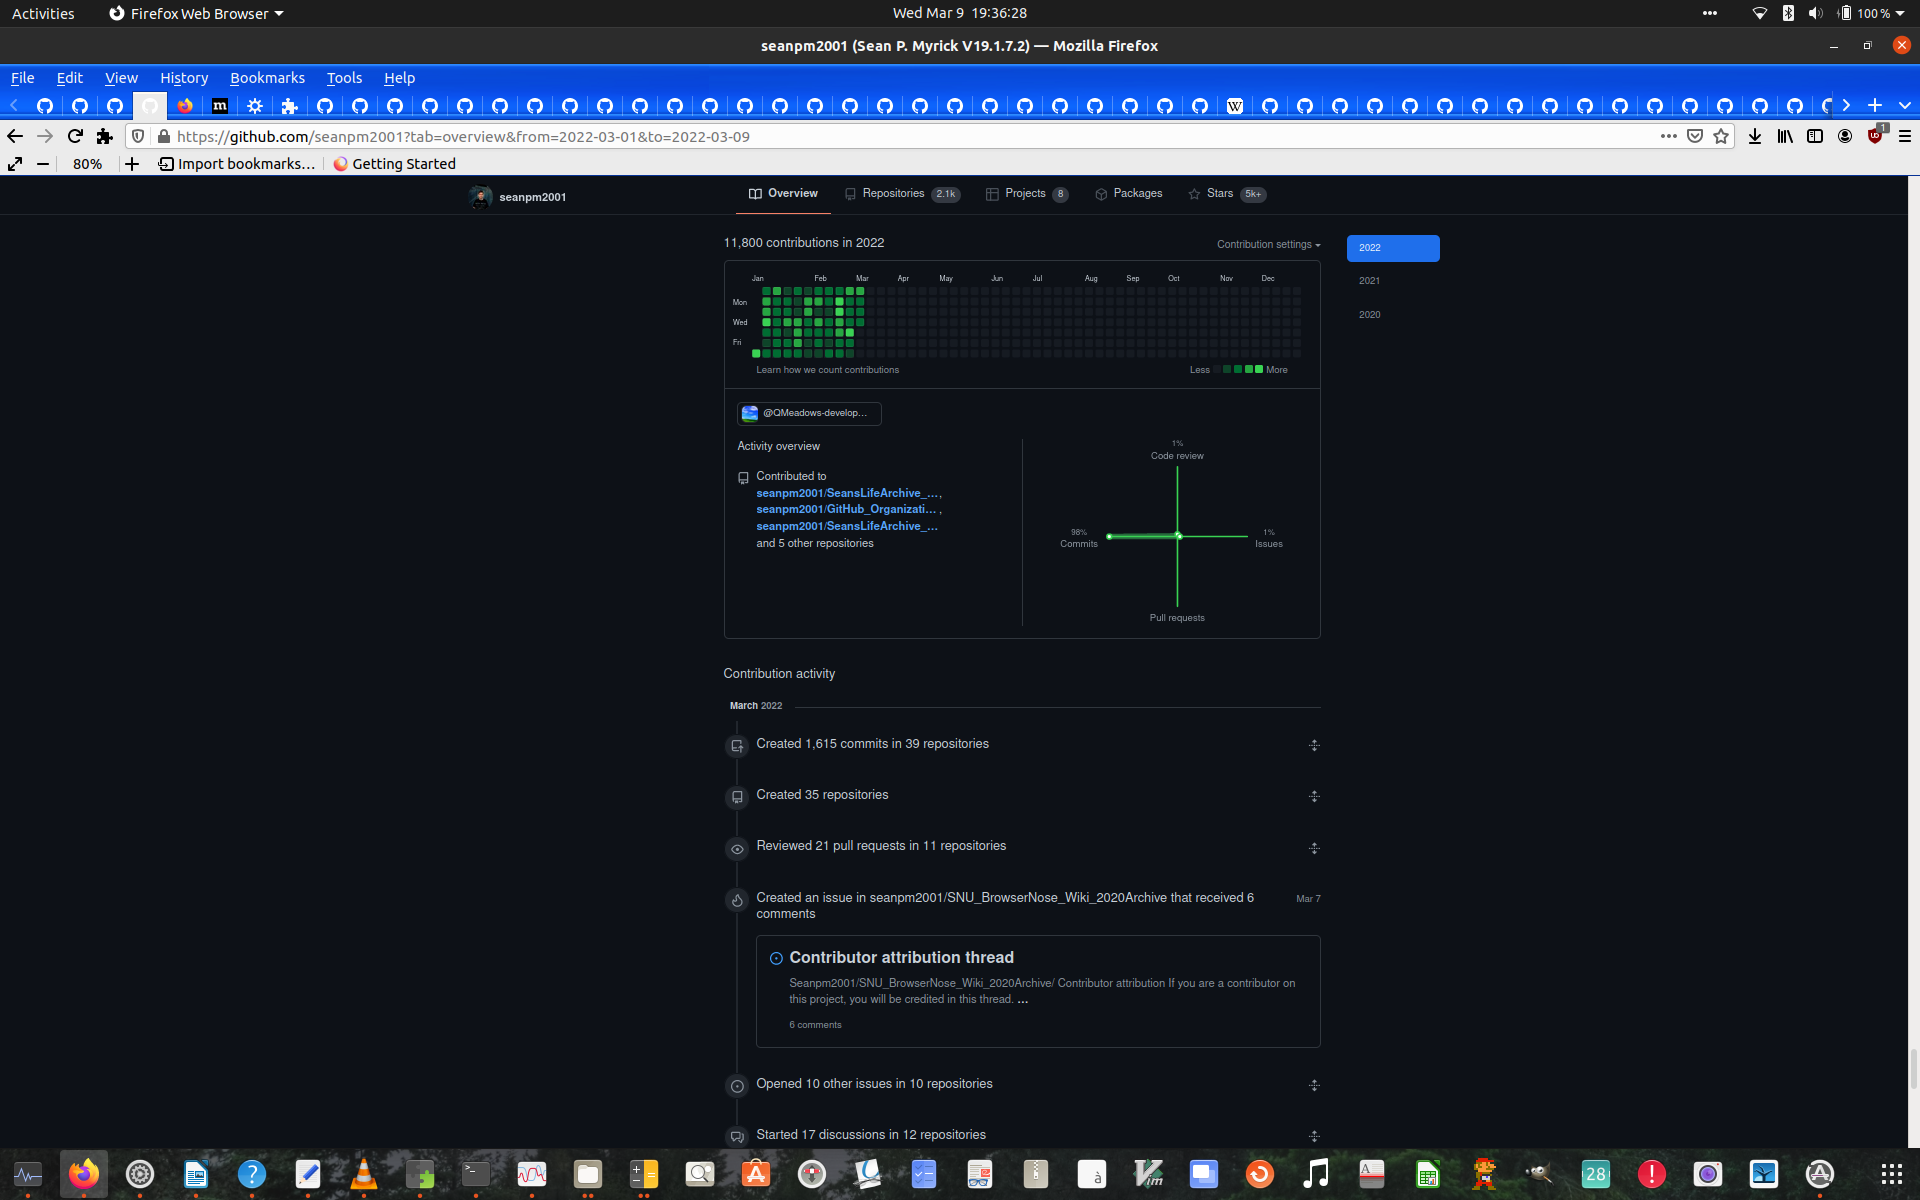 Activities
Firefox Web Browser
Wed Mar 9 19:36:28
100 %
seanpm2001 (Sean P. Myrick V19.1.7.2) — Mozilla Firefox
File Edit View History Bookmarks Tools Help
m
W
https://github.com/seanpm2001?tab=overview&from=2022-03-01&to=2022-03-09
1
80%
Import bookmarks…
Getting Started
seanpm2001
Overview
Repositories 2.1k
Projects 8
Packages
Stars 5k+
11,800 contributions in 2022
Contribution settings
2022
2021
2020
Jan Feb Mar Apr May Jun Jul Aug Sep Oct Nov Dec
Mon
Wed
Fri
Learn how we count contributions
Less More
@QMeadows-develop…
Activity overview
Contributed to
seanpm2001/SeansLifeArchive_… ,
seanpm2001/GitHub_Organizati… ,
seanpm2001/SeansLifeArchive_…
and 5 other repositories
1%
Code review
98%
Commits
1%
Issues
Pull requests
Contribution activity
March 2022
Created 1,615 commits in 39 repositories
Created 35 repositories
Reviewed 21 pull requests in 11 repositories
Created an issue in seanpm2001/SNU_BrowserNose_Wiki_2020Archive that received 6
comments
Mar 7
Contributor attribution thread
Seanpm2001/SNU_BrowserNose_Wiki_2020Archive/ Contributor attribution If you are a contributor on
this project, you will be credited in this thread. …
6 comments
Opened 10 other issues in 10 repositories
Started 17 discussions in 12 repositories
28